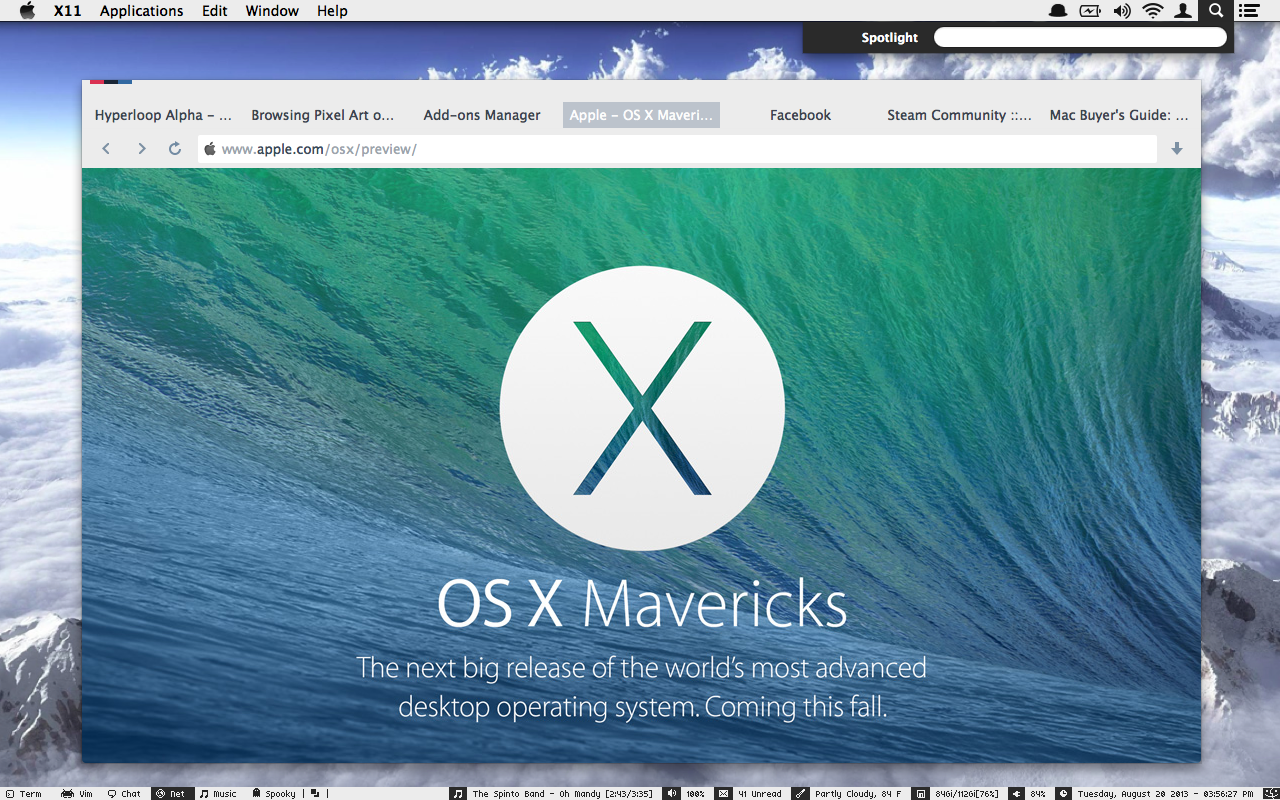 X11 Applications Edit Window Help
Spotlight
Hyperloop Alpha – ... Browsing Pixel Art o... Add-ons Manager Apple – OS X Maveri... Facebook Steam Community ::... Mac Buyer's Guide: ...
www.apple.com/osx/preview/
X
OS X Mavericks
The next big release of the world’s most advanced
desktop operating system. Coming this fall.
Term Vim Chat Net Music Spooky | | The Spinto Band - Oh Mandy [2:43/3:35] 100% 41 Unread Partly Cloudy, 84 F 846i/1126i[76%] 84% Tuesday, August 20 2013 - 03:56:27 PM